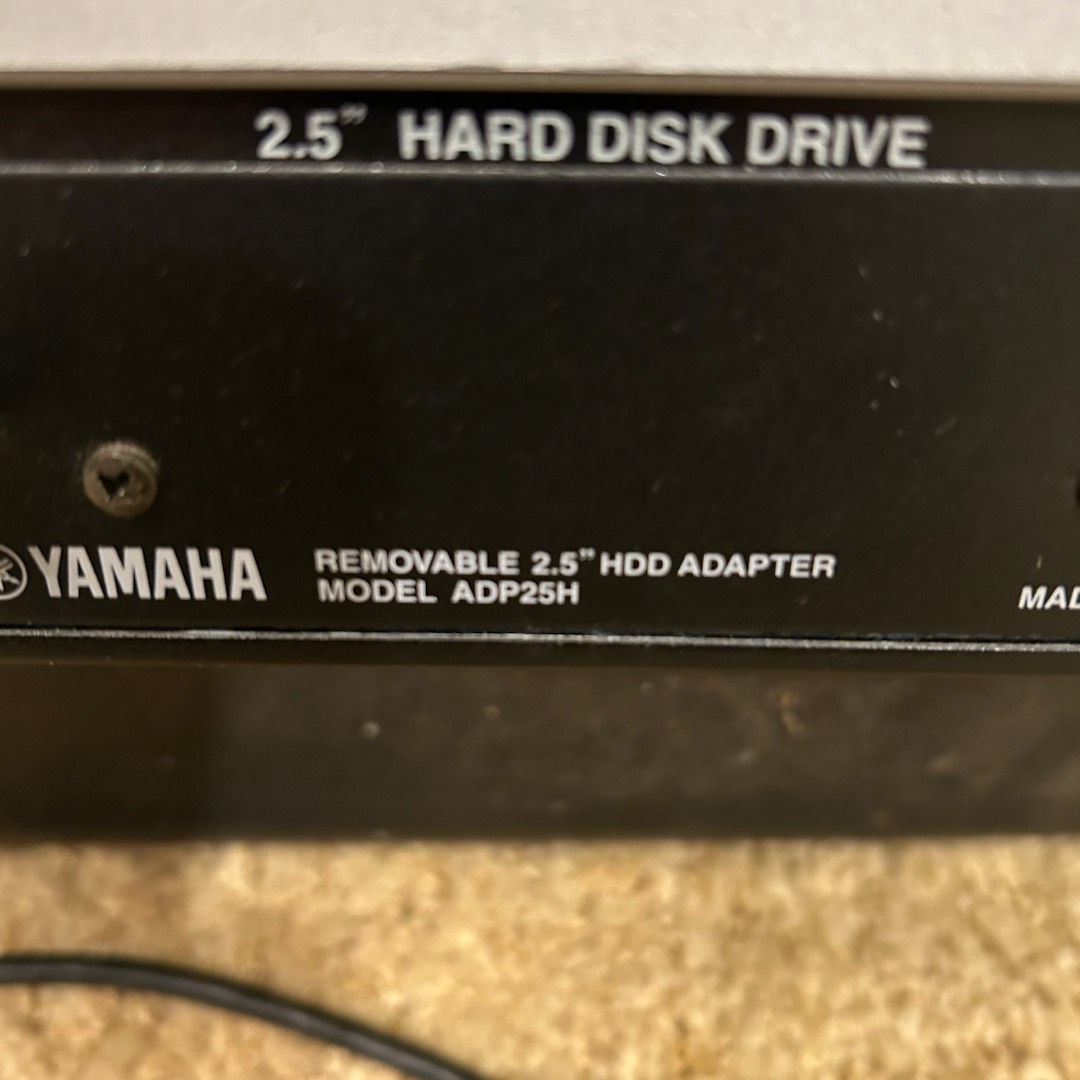 2.5” HARD DISK DRIVE
YAMAHA
REMOVABLE 2.5” HDD ADAPTER
MODEL ADP25H